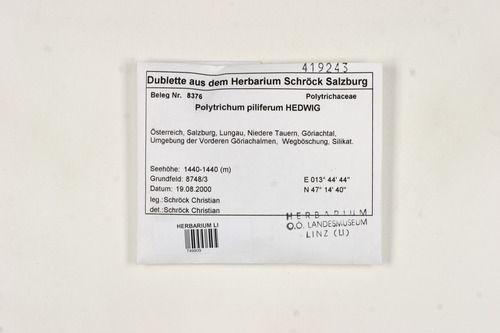 419243
Dublette aus dem Herbarium Schröck Salzburg
Beleg Nr. 8376 Polytrichaceae
Polytrichum piliferum HEDWIG
Österreich, Salzburg, Lungau, Niedere Tauern, Göriachtal,
Umgebung der Vorderen Göriachalmen, Wegböschung, Silikat.
Seehöhe: 1440-1440 (m)
Grundfeld: 8748/3 E 013° 44' 44"
Datum: 19.08.2000 N 47° 14' 40"
leg.:Schröck Christian
det.:Schröck Christian
HERBARIUM
O.Ö. LANDESMUSEUM
LINZ (LI)
HERBARIUM LI